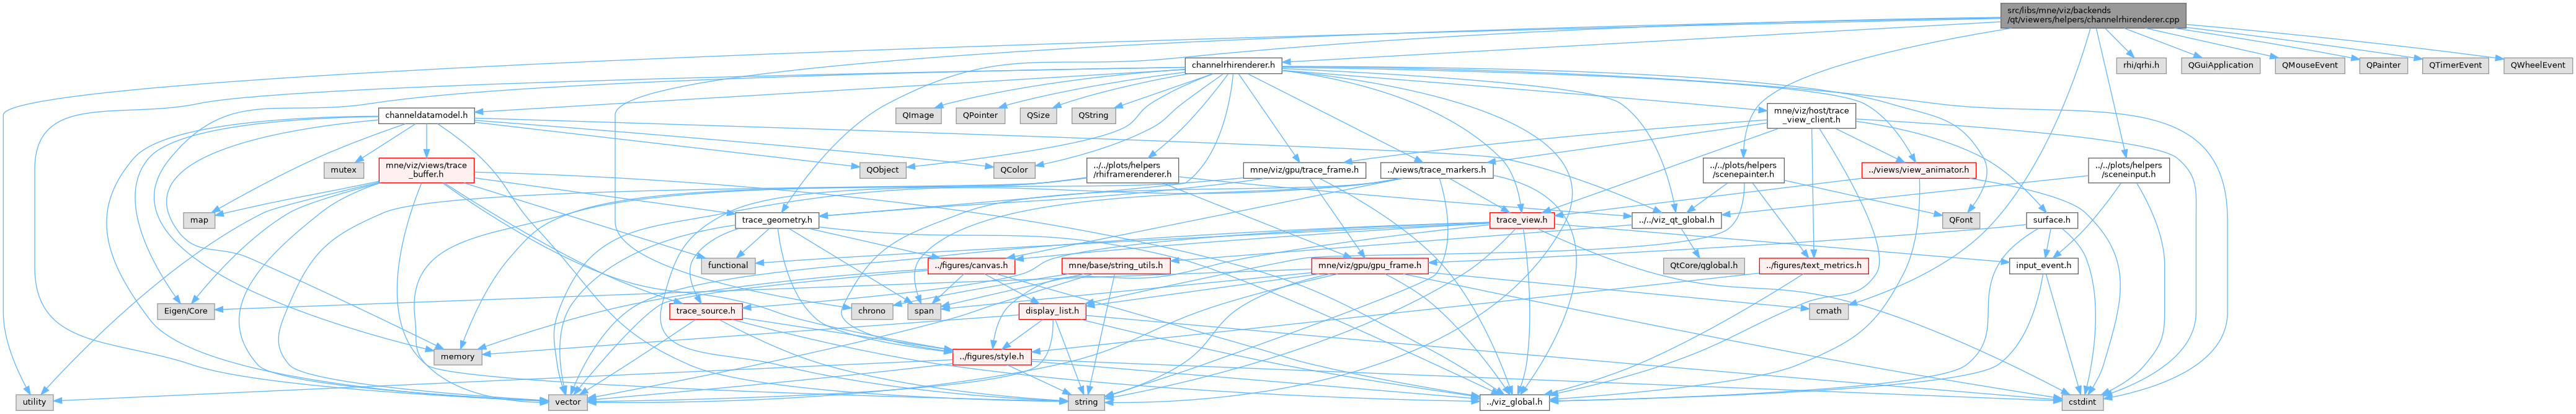 src/libs/mne/viz/backends
/qt/viewers/helpers/channelrhirenderer.cpp
channelrhirenderer.h
rhi/qrhi.h
QGuiApplication
QMouseEvent
QPainter
QTimerEvent
QWheelEvent
channeldatamodel.h
QImage
QPointer
QSize
QString
mne/viz/host/trace
_view_client.h
mutex
mne/viz/views/trace
_buffer.h
QObject
QColor
../../plots/helpers
/rhiframerenderer.h
mne/viz/gpu/trace_frame.h
../views/trace_markers.h
../../plots/helpers
/scenepainter.h
../views/view_animator.h
../../plots/helpers
/sceneinput.h
map
trace_geometry.h
trace_view.h
../../viz_qt_global.h
QFont
surface.h
functional
../figures/canvas.h
mne/base/string_utils.h
mne/viz/gpu/gpu_frame.h
QtCore/qglobal.h
../figures/text_metrics.h
input_event.h
Eigen/Core
trace_source.h
chrono
span
display_list.h
cmath
memory
../figures/style.h
utility
vector
string
../viz_global.h
cstdint